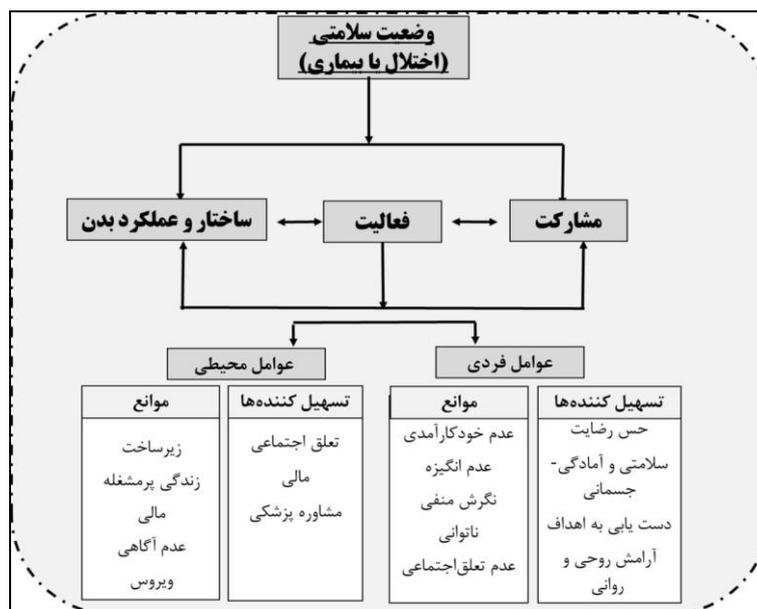 وضعیت سلامتی
(اختلال یا بیماری)
مشارکت
فعالیت
ساختار و عملکرد بدن
عوامل فردی
عوامل محیطی
تسهیل کننده‌ها
حس رضایت
سلامتی و آمادگی-
جسمانی
دست یابی به اهداف
آرامش روحی و
روانی
موانع
عدم خودکارآمدی
عدم انگیزه
نگرش منفی
ناتوانی
عدم تعلق‌اجتماعی
تسهیل کننده‌ها
تعلق اجتماعی
مالی
مشاوره پزشکی
موانع
زیرساخت
زندگی پرمشغله
مالی
عدم آگاهی
ویروس